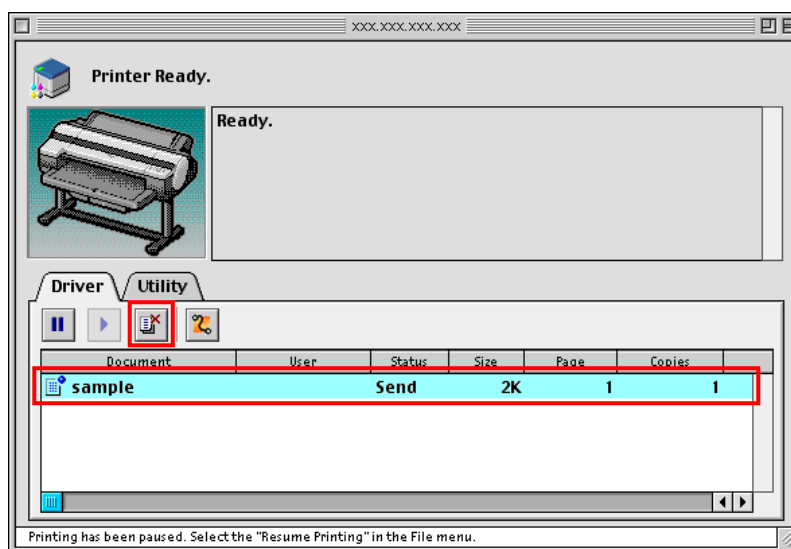 xxx.xxx.xxx.xxx
Printer Ready.
Ready.
Driver Utility
Document User Status Size Page Copies
sample Send 2K 1 1
Printing has been paused. Select the "Resume Printing" in the File menu.